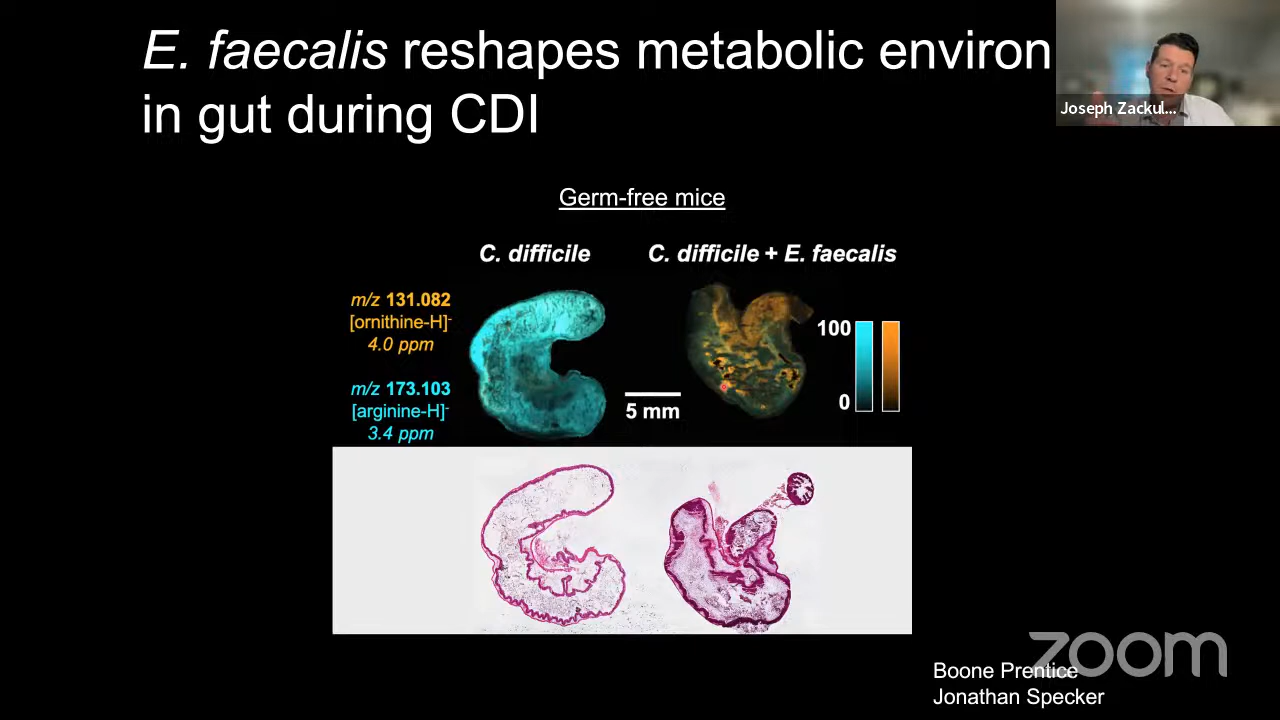 E. faecalis reshapes metabolic environ
in gut during CDI
Joseph Zackul...
Germ-free mice
C. difficile
C. difficile + E. faecalis
m/z 131.082
[ornithine-H]-
4.0 ppm
m/z 173.103
[arginine-H]-
3.4 ppm
5 mm
100
0
zoom
Boone Prentice
Jonathan Specker